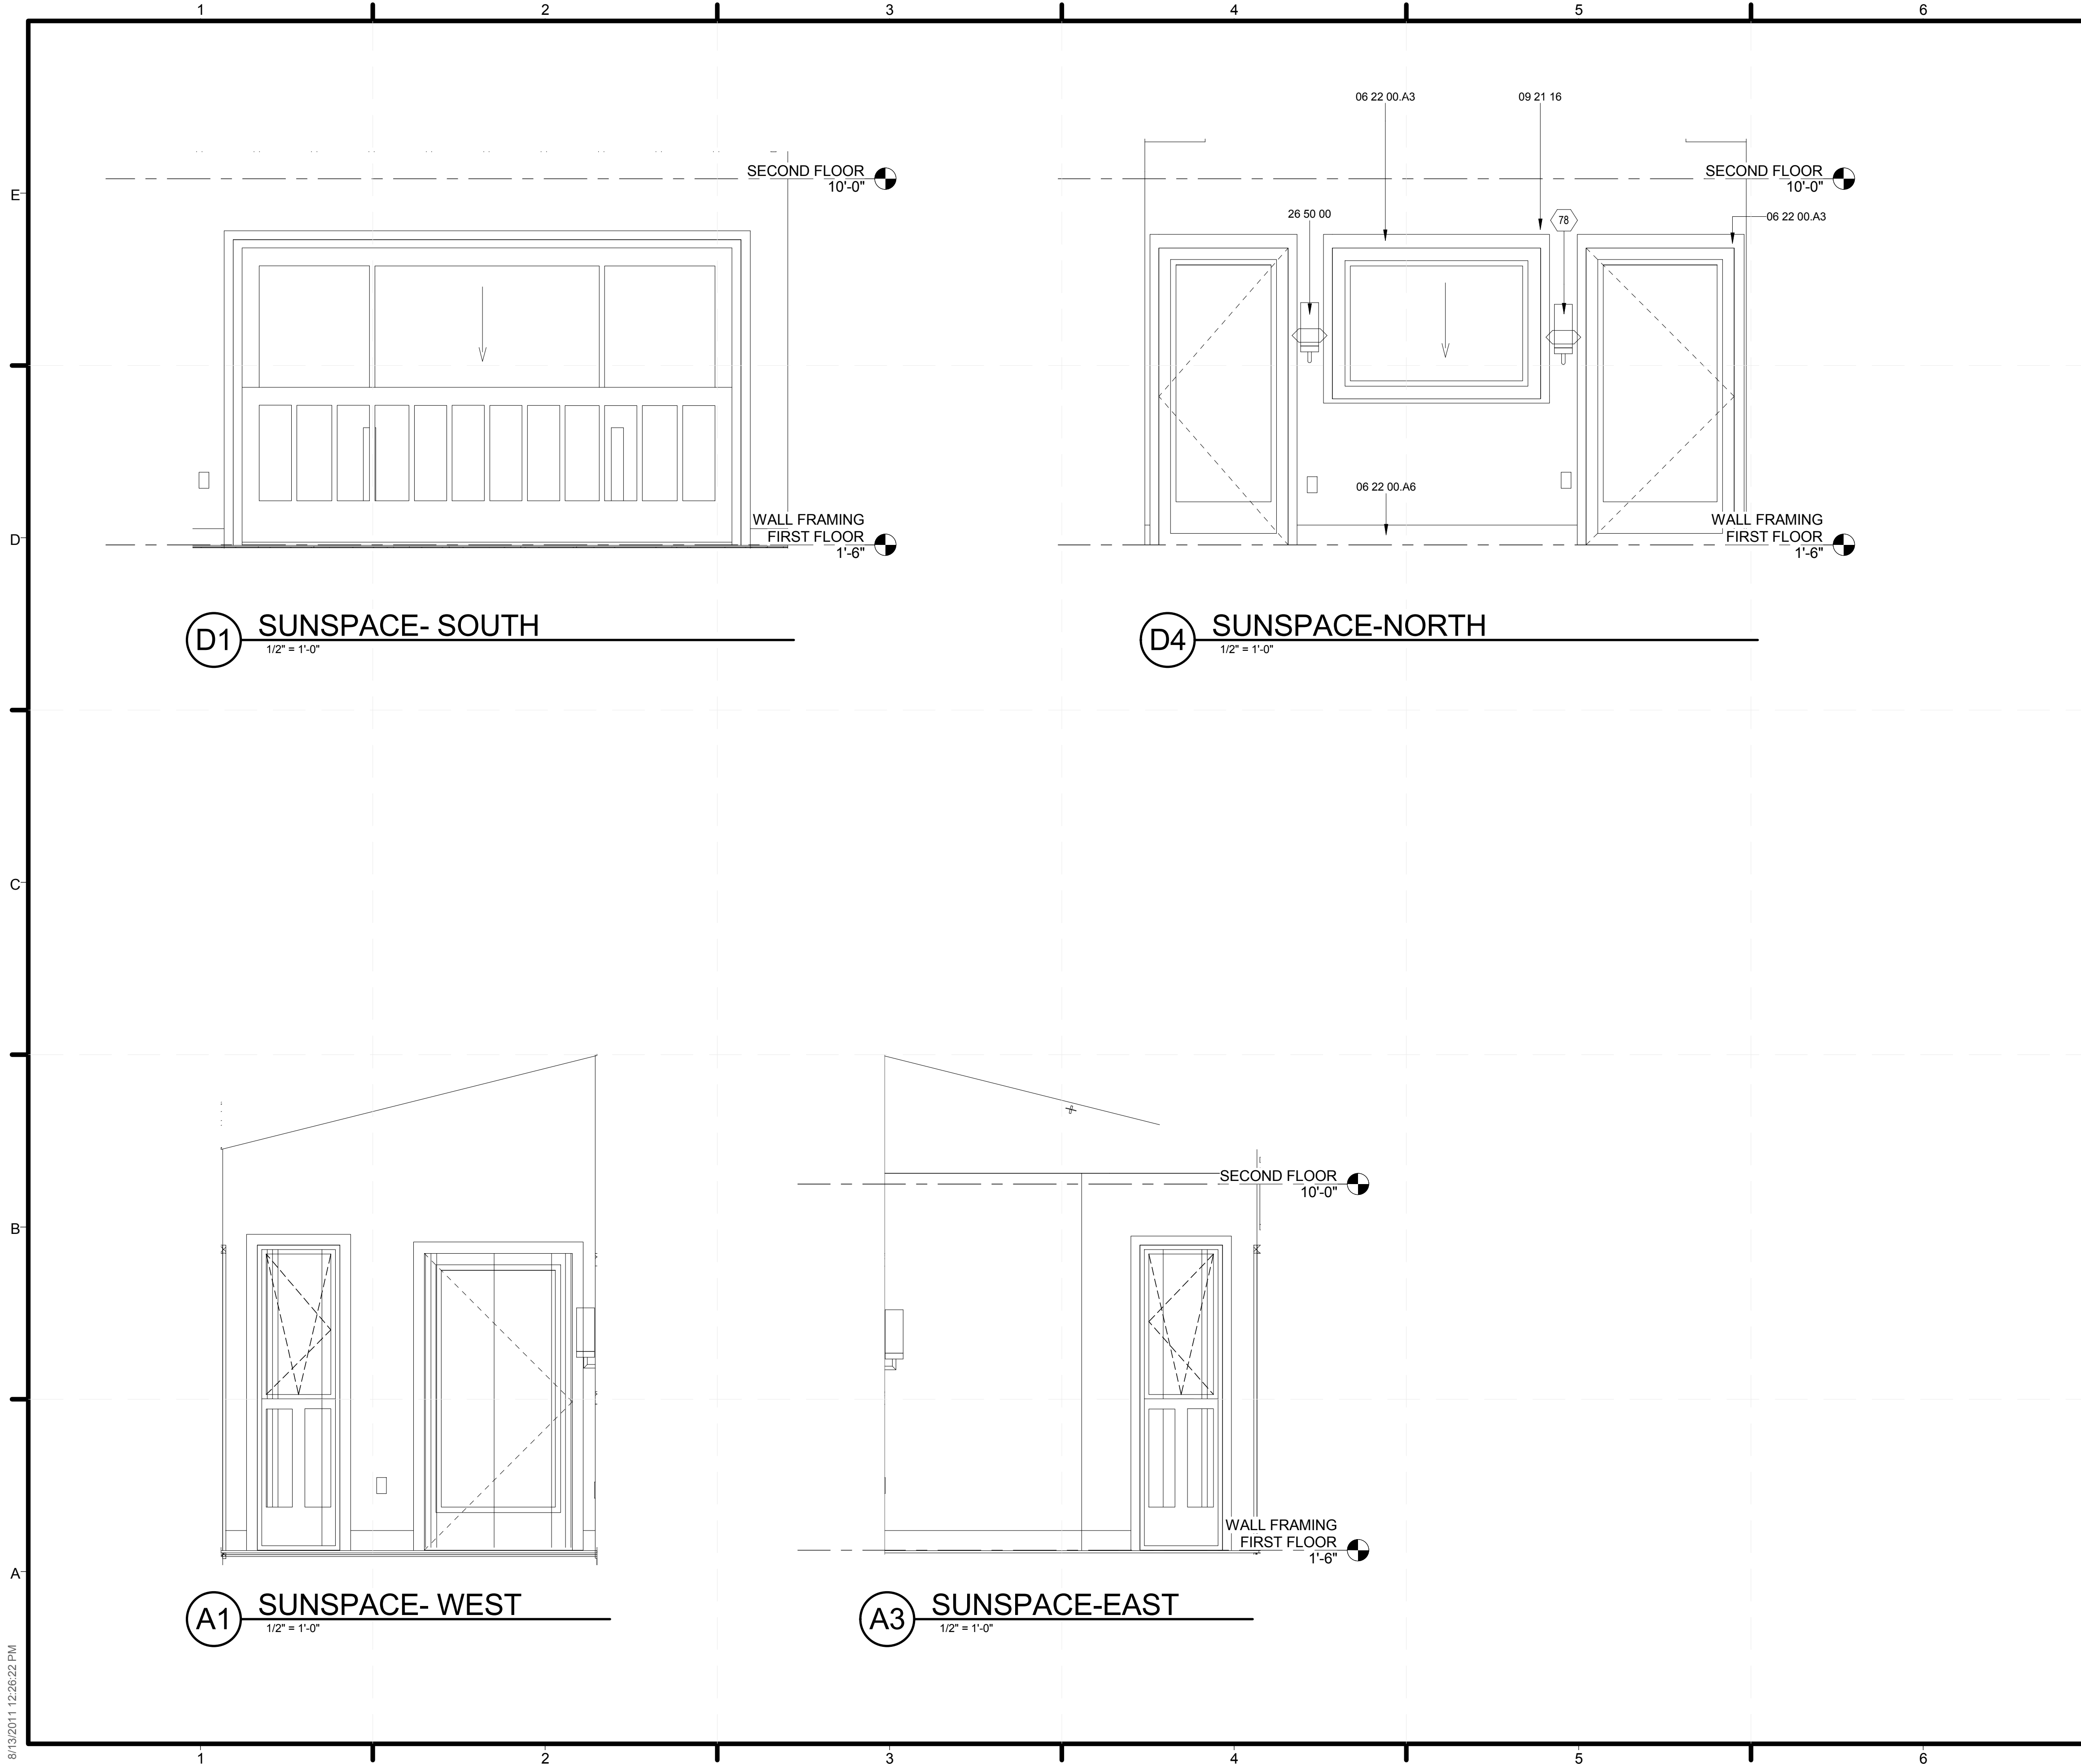 1 2 3 4 5 6
06 22 00.A3
09 21 16
SECOND FLOOR
10'-0"
SECOND FLOOR
10'-0"
E
26 50 00
78
06 22 00.A3
06 22 00.A6
WALL FRAMING
FIRST FLOOR
1'-6"
WALL FRAMING
FIRST FLOOR
1'-6"
D
D1
SUNSPACE- SOUTH
1/2" = 1'-0"
D4
SUNSPACE-NORTH
1/2" = 1'-0"
C
SECOND FLOOR
10'-0"
B
WALL FRAMING
FIRST FLOOR
1'-6"
A
A1
SUNSPACE- WEST
1/2" = 1'-0"
A3
SUNSPACE-EAST
1/2" = 1'-0"
8/13/2011 12:26:22 PM
1 2 3 4 5 6